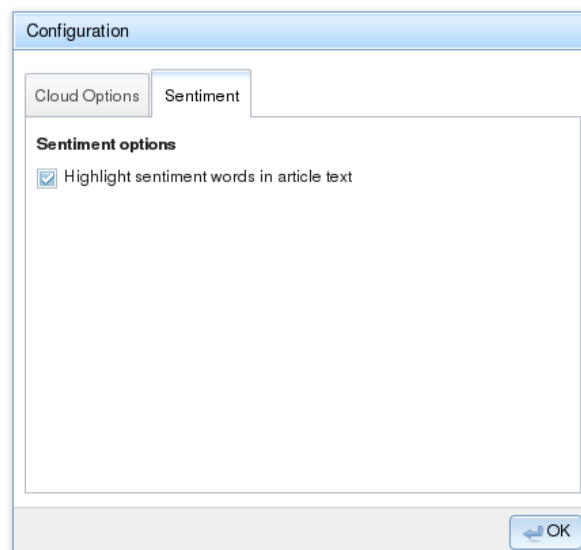 Configuration
Cloud Options
Sentiment
Sentiment options
Highlight sentiment words in article text
OK